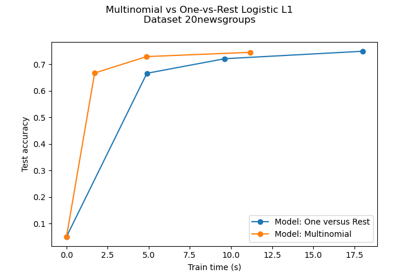 Multinomial vs One-vs-Rest Logistic L1
Dataset 20newsgroups
0.7
0.6
0.5
0.4
0.3
0.2
0.1
Test accuracy
Model: One versus Rest
Model: Multinomial
0.0 2.5 5.0 7.5 10.0 12.5 15.0 17.5
Train time (s)